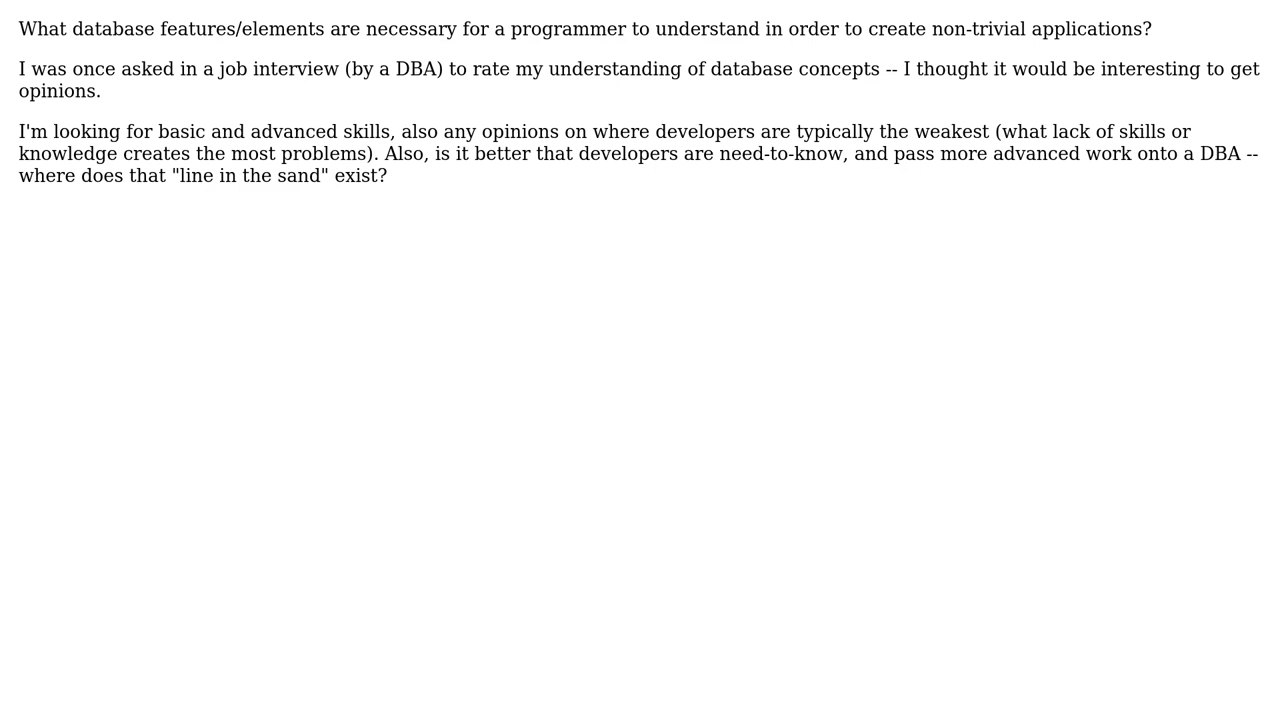 What database features/elements are necessary for a programmer to understand in order to create non-trivial applications?
I was once asked in a job interview (by a DBA) to rate my understanding of database concepts -- I thought it would be interesting to get
opinions.
I'm looking for basic and advanced skills, also any opinions on where developers are typically the weakest (what lack of skills or
knowledge creates the most problems). Also, is it better that developers are need-to-know, and pass more advanced work onto a DBA --
where does that "line in the sand" exist?